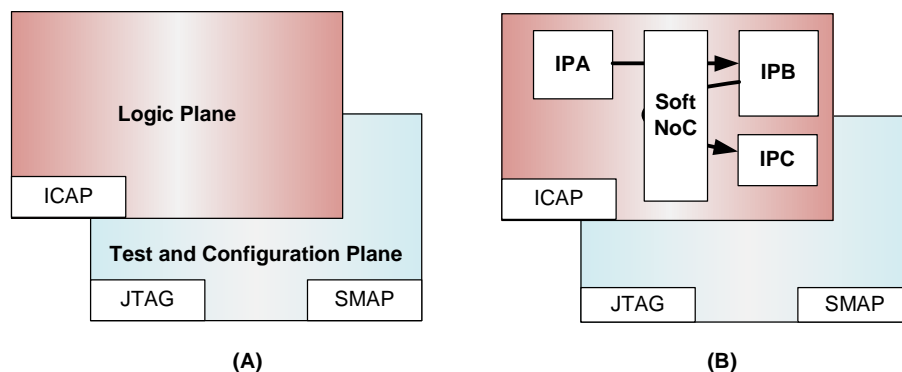 Logic Plane
ICAP
Test and Configuration Plane
JTAG
SMAP
(A)
IPA
Soft
NoC
IPB
IPC
ICAP
JTAG
SMAP
(B)